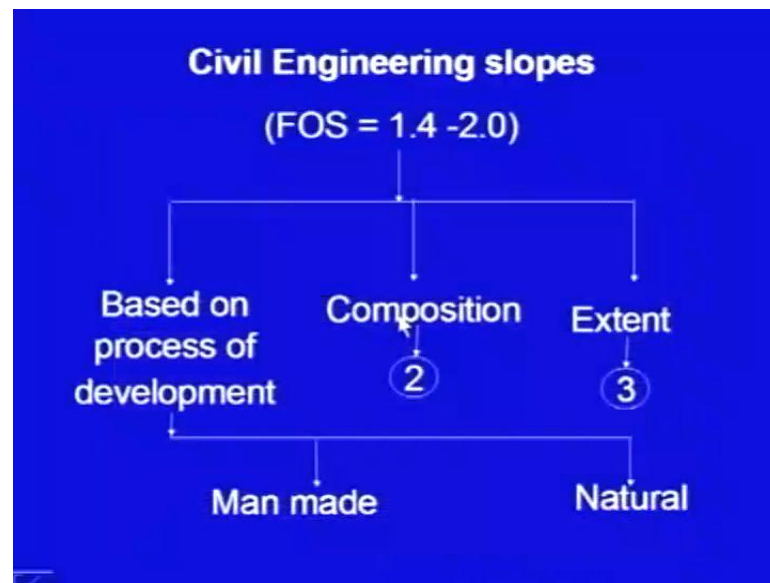 Civil Engineering slopes
(FOS = 1.4 -2.0)
Based on
process of
development
Composition
2
Extent
3
Man made
Natural